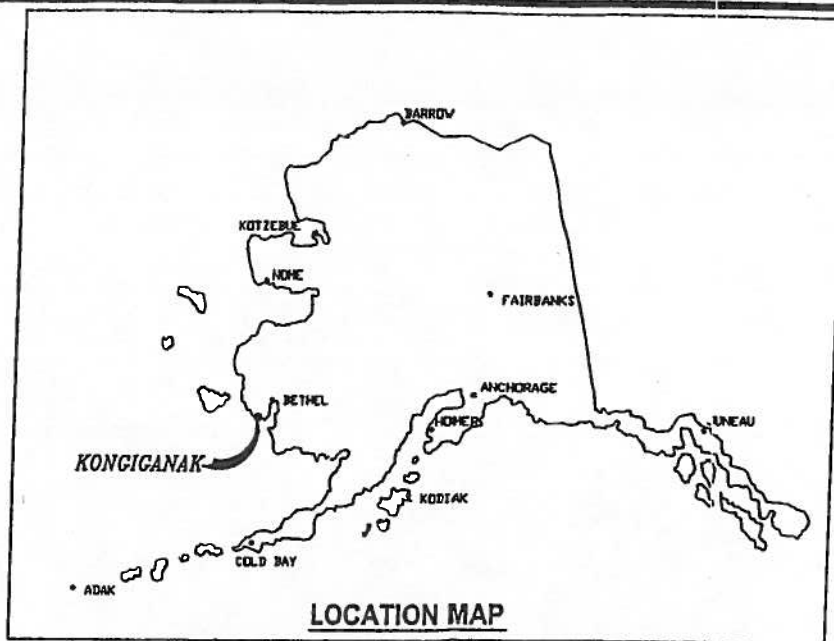 BARROW
KOTZEBUE
NOME
FAIRBANKS
BETHEL
ANCHORAGE
HOMER
JUNEAU
KONGIGANAK
KODIAK
COLD BAY
ADAK
LOCATION MAP